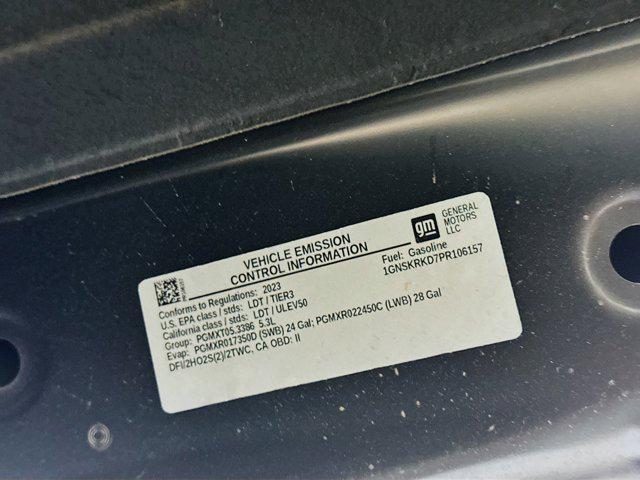 VEHICLE EMISSION
CONTROL INFORMATION
gm
GENERAL
MOTORS
LLC
Conforms to Regulations: 2023
Fuel: Gasoline
U.S. EPA class / stds: LDT / TIER3
1GNSKRKD7PR106157
California class / stds: LDT / ULEV50
Group: PGMXT05.3386 5.3L
Evap: PGMXR017350D (SWB) 24 Gal; PGMXR022450C (LWB) 28 Gal
DFI/2HO2S(2)/2TWC, CA OBD: II